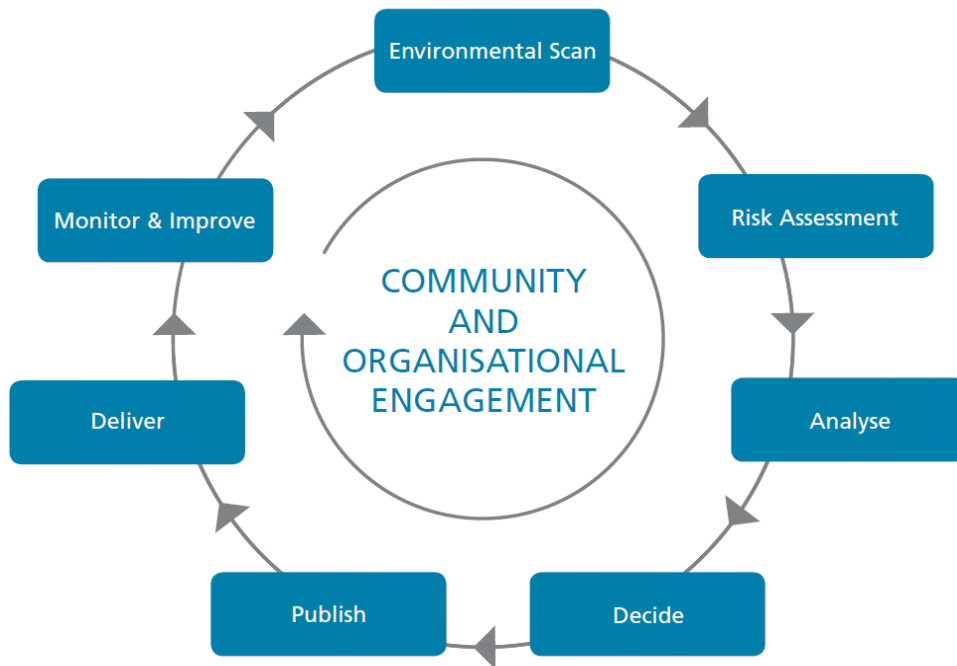 Environmental Scan
Risk Assessment
Analyse
Decide
Publish
Deliver
Monitor & Improve
COMMUNITY
AND
ORGANISATIONAL
ENGAGEMENT